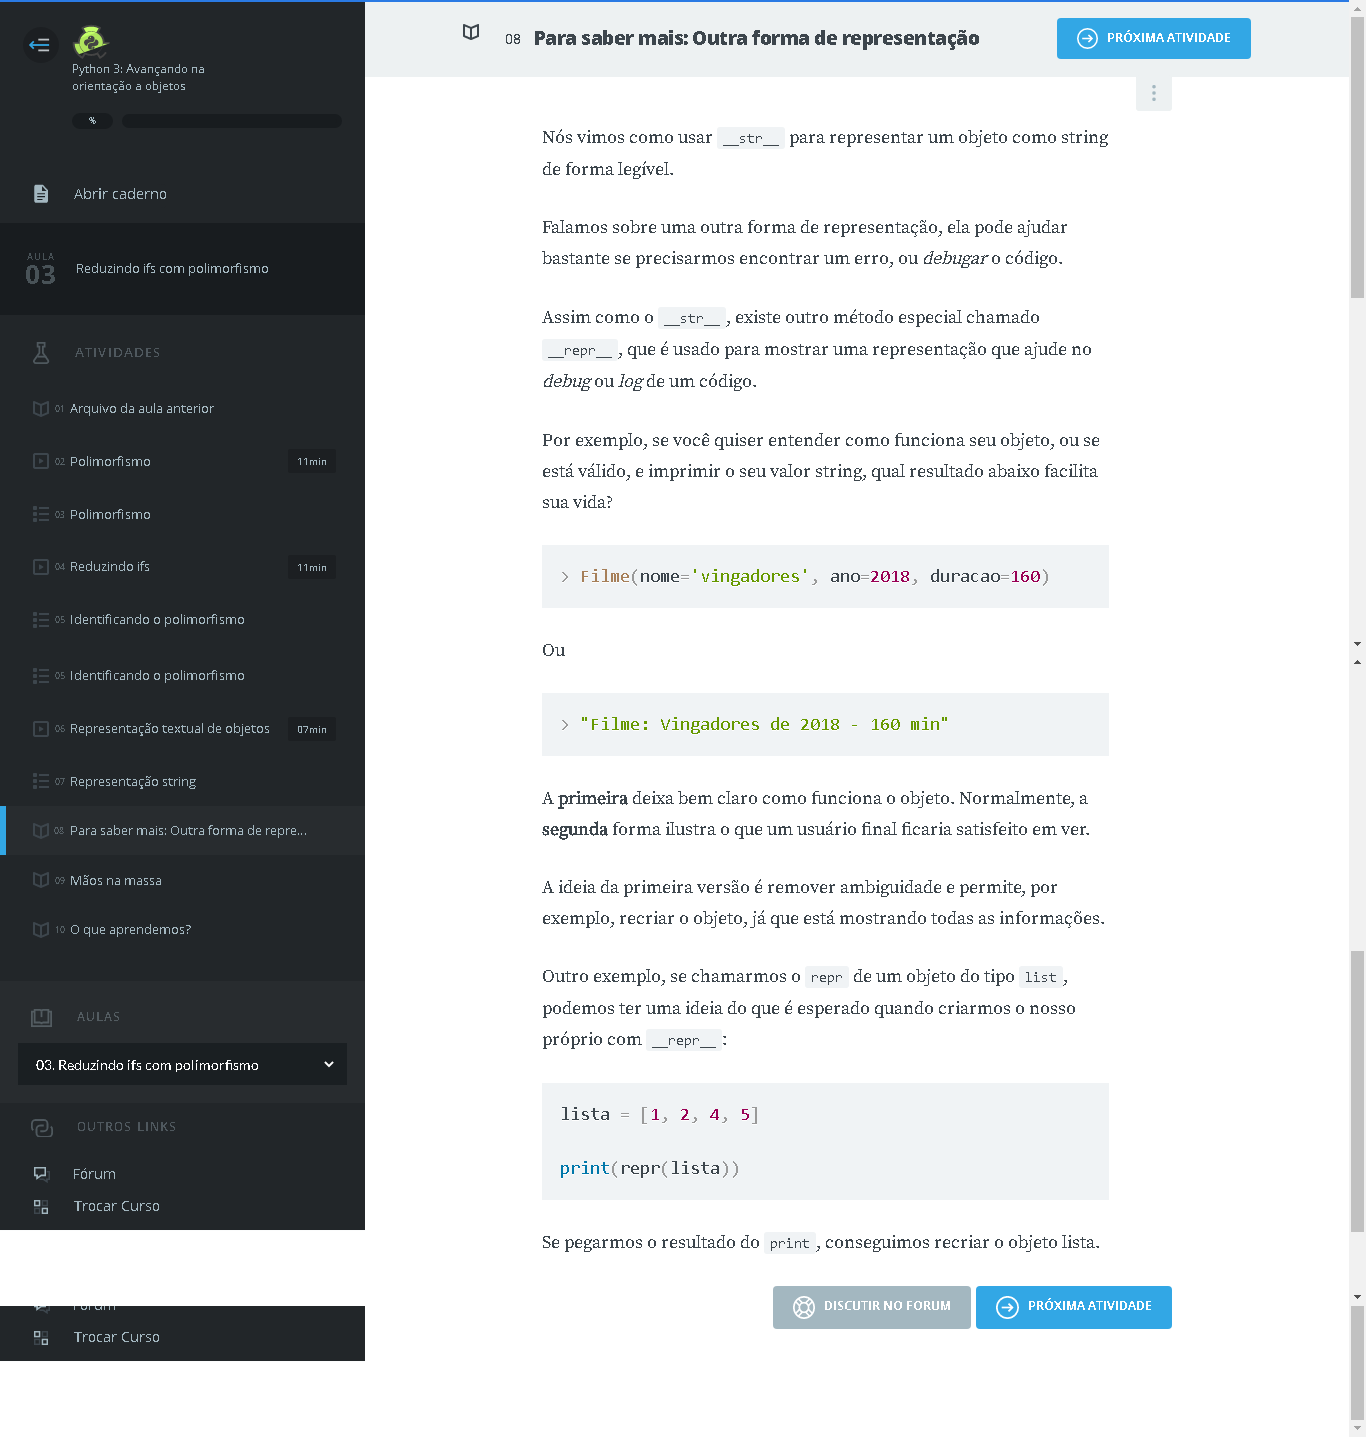 Python 3: Avançando na
orientação a objetos
%
Abrir caderno
AULA
03
Reduzindo ifs com polimorfismo
ATIVIDADES
01 Arquivo da aula anterior
02 Polimorfismo 11min
03 Polimorfismo
04 Reduzindo ifs 11min
05 Identificando o polimorfismo
05 Identificando o polimorfismo
06 Representação textual de objetos 07min
07 Representação string
08 Para saber mais: Outra forma de repre...
09 Mãos na massa
10 O que aprendemos?
AULAS
03. Reduzindo ifs com polimorfismo
OUTROS LINKS
Fórum
Trocar Curso
Fórum
Trocar Curso
08 Para saber mais: Outra forma de representação
PRÓXIMA ATIVIDADE
Nós vimos como usar __str__ para representar um objeto como string
de forma legível.
Falamos sobre uma outra forma de representação, ela pode ajudar
bastante se precisarmos encontrar um erro, ou debugar o código.
Assim como o __str__, existe outro método especial chamado
__repr__, que é usado para mostrar uma representação que ajude no
debug ou log de um código.
Por exemplo, se você quiser entender como funciona seu objeto, ou se
está válido, e imprimir o seu valor string, qual resultado abaixo facilita
sua vida?
> Filme(nome='vingadores', ano=2018, duracao=160)
Ou
> "Filme: Vingadores de 2018 - 160 min"
A primeira deixa bem claro como funciona o objeto. Normalmente, a
segunda forma ilustra o que um usuário final ficaria satisfeito em ver.
A ideia da primeira versão é remover ambiguidade e permite, por
exemplo, recriar o objeto, já que está mostrando todas as informações.
Outro exemplo, se chamarmos o repr de um objeto do tipo list,
podemos ter uma ideia do que é esperado quando criarmos o nosso
próprio com __repr__:
lista = [1, 2, 4, 5]
print(repr(lista))
Se pegarmos o resultado do print, conseguimos recriar o objeto lista.
DISCUTIR NO FORUM
PRÓXIMA ATIVIDADE